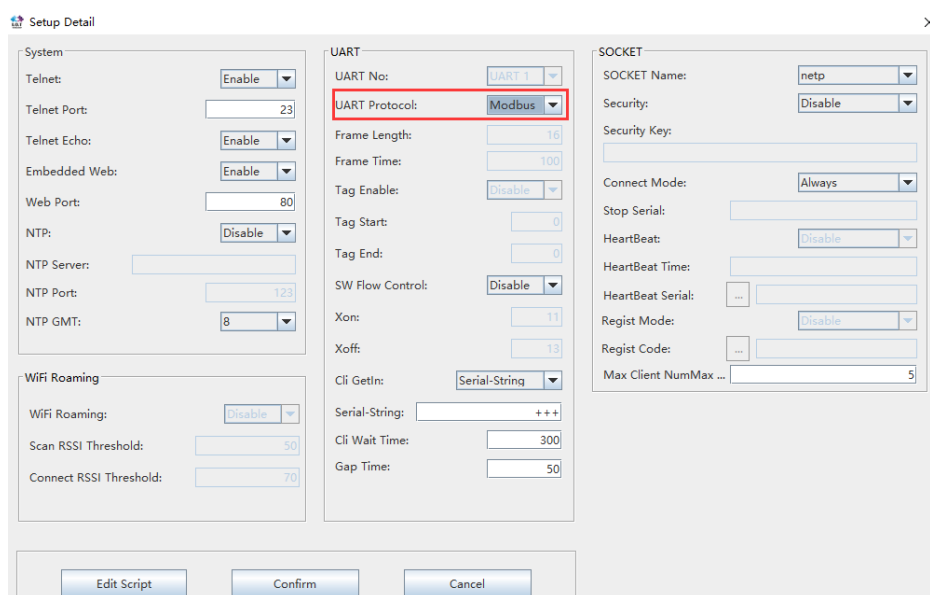 Setup Detail
System
Telnet: Enable
Telnet Port: 23
Telnet Echo: Enable
Embedded Web: Enable
Web Port: 80
NTP: Disable
NTP Server:
NTP Port: 123
NTP GMT: 8
WiFi Roaming
WiFi Roaming: Disable
Scan RSSI Threshold: 50
Connect RSSI Threshold: 70
UART
UART No: UART 1
UART Protocol: Modbus
Frame Length: 16
Frame Time: 100
Tag Enable: Disable
Tag Start: 0
Tag End: 0
SW Flow Control: Disable
Xon: 11
Xoff: 13
Cli GetIn: Serial-String
Serial-String: +++
Cli Wait Time: 300
Gap Time: 50
SOCKET
SOCKET Name: netp
Security: Disable
Security Key:
Connect Mode: Always
Stop Serial:
HeartBeat: Disable
HeartBeat Time:
HeartBeat Serial: ...
Regist Mode: Disable
Regist Code: ...
Max Client NumMax ... 5
Edit Script Confirm Cancel